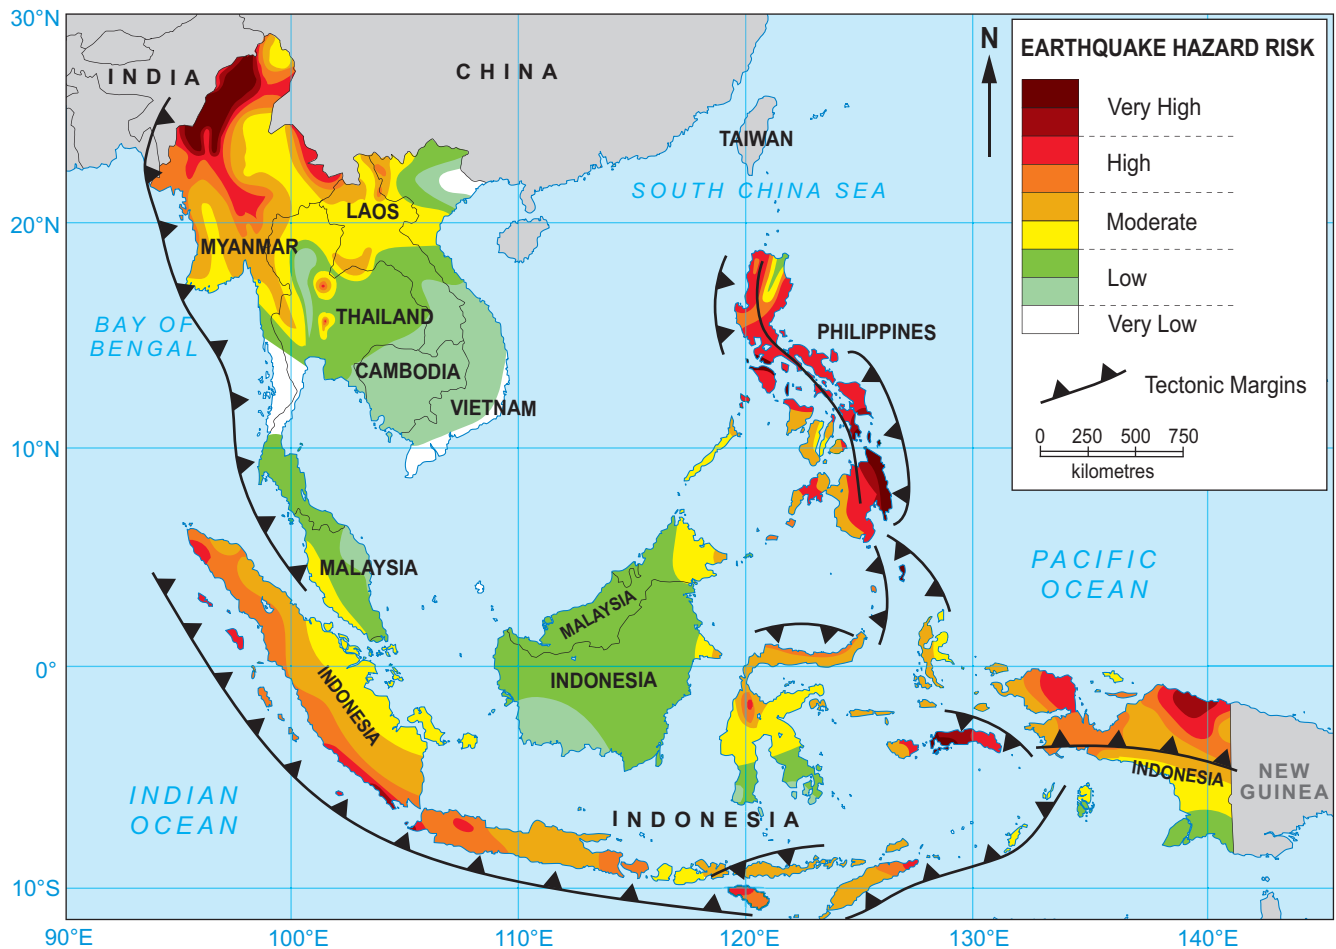 30°N
INDIA
CHINA
N
EARTHQUAKE HAZARD RISK
Very High
TAIWAN
High
SOUTH CHINA SEA
LAOS
20°N
Moderate
MYANMAR
Low
THAILAND
BAY OF
BENGAL
PHILIPPINES
Very Low
CAMBODIA
Tectonic Margins
VIETNAM
0 250 500 750
kilometres
10°N
MALAYSIA
PACIFIC
OCEAN
MALAYSIA
0°
INDONESIA
INDONESIA
INDONESIA
NEW
GUINEA
INDIAN
OCEAN
INDONESIA
10°S
90°E
100°E
110°E
120°E
130°E
140°E